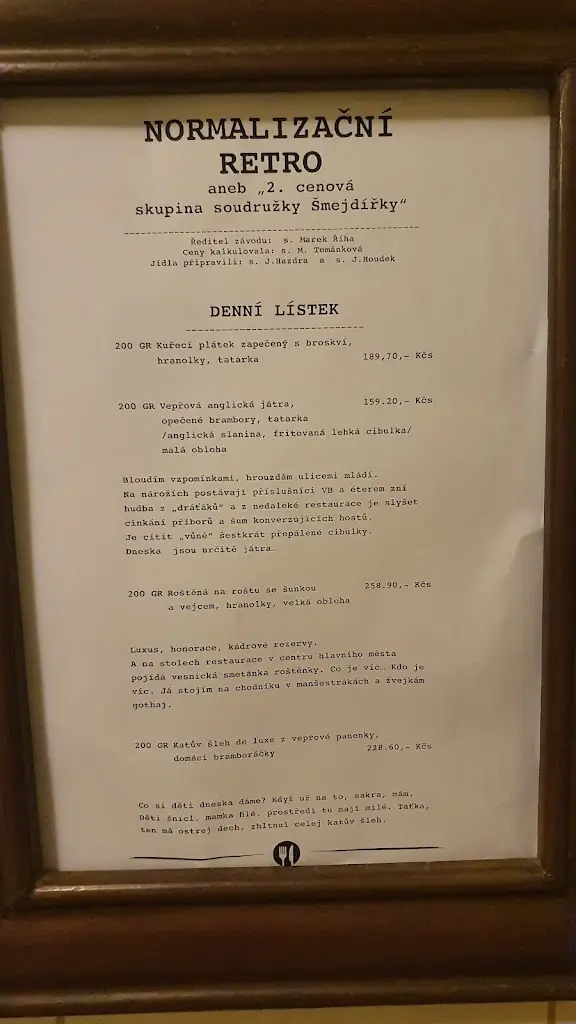 NORMALIZAČNÍ
RETRO
aneb „2. cenová
skupina soudružky Šmejdířky"
Ředitel závodu: s. Marek Říha
Ceny kalkulovala: s. M. Tománková
Jídla připravili: s. J.Hazdra a s. J.Houdek
DENNÍ LÍSTEK
200 GR Kuřecí plátek zapečený s broskví,
hranolky, tatarka 189,70,- Kčs
200 GR Vepřová anglická játra, 159.20,- Kčs
opečené brambory, tatarka
/anglická slanina, fritovaná lehká cibulka/
malá obloha
Bloudím vzpomínkami, brouzdám ulicemi mládí.
Na nárožích postávají příslušníci VB a éterem zní
hudba z „dráťáků" a z nedaleké restaurace je slyšet
cinkání příborů a šum konverzujících hostů.
Je cítit „vůně" šestkrát přepálené cibulky.
Dneska jsou určitě játra…
200 GR Roštěná na roštu se šunkou 258.90,- Kčs
a vejcem, hranolky, velká obloha
Luxus, honorace, kádrové rezervy.
A na stolech restaurace v centru hlavního města
pojídá vesnická smetánka roštěnky. Co je víc… Kdo je
víc. Já stojím na chodníku v manšestrákách a žvejkám
gothaj.
200 GR Katův šleh de luxe z vepřové panenky,
domácí bramboráčky 228.60,- Kčs
Co si děti dneska dáme? Když už na to, sakra, mám.
Děti šnicl, mamka filé, prostředí tu mají milé. Taťka,
ten má ostrej dech, zhltnul celej katův šleh.